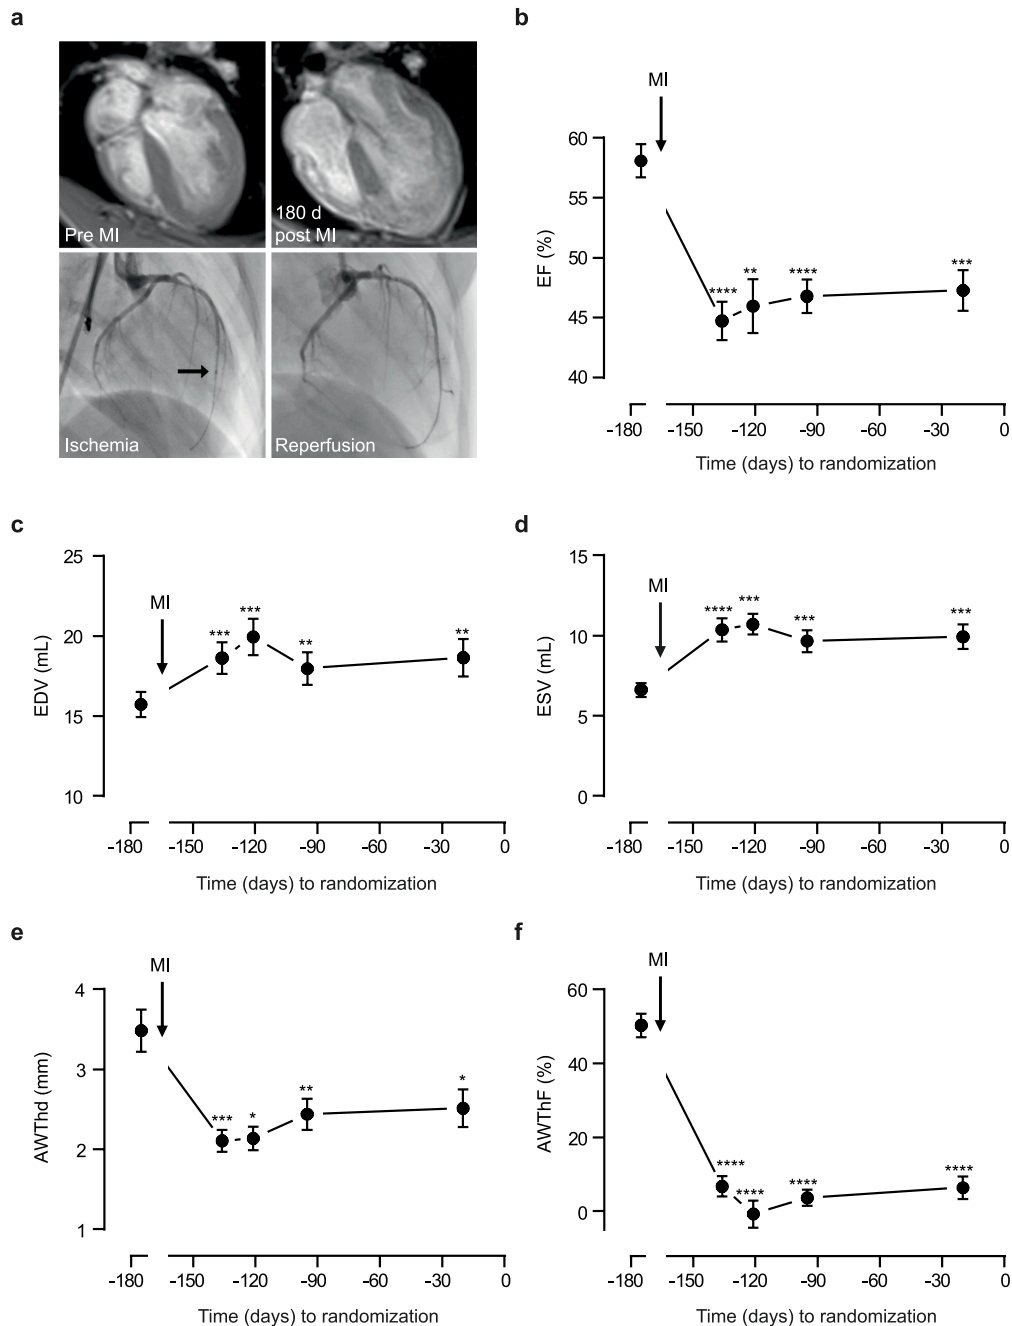 a
Pre MI
180 d
post MI
Ischemia
Reperfusion
b
MI
60
55
50
45
40
EF (%)
**** ** **** ***
-180 -150 -120 -90 -60 -30 0
Time (days) to randomization
c
MI
25
20
15
10
EDV (mL)
*** *** ** **
-180 -150 -120 -90 -60 -30 0
Time (days) to randomization
d
MI
15
10
5
0
ESV (mL)
**** *** *** ***
-180 -150 -120 -90 -60 -30 0
Time (days) to randomization
e
MI
4
3
2
1
AWThd (mm)
*** * ** *
-180 -150 -120 -90 -60 -30 0
Time (days) to randomization
f
MI
60
40
20
0
AWThF (%)
**** **** **** ****
-180 -150 -120 -90 -60 -30 0
Time (days) to randomization